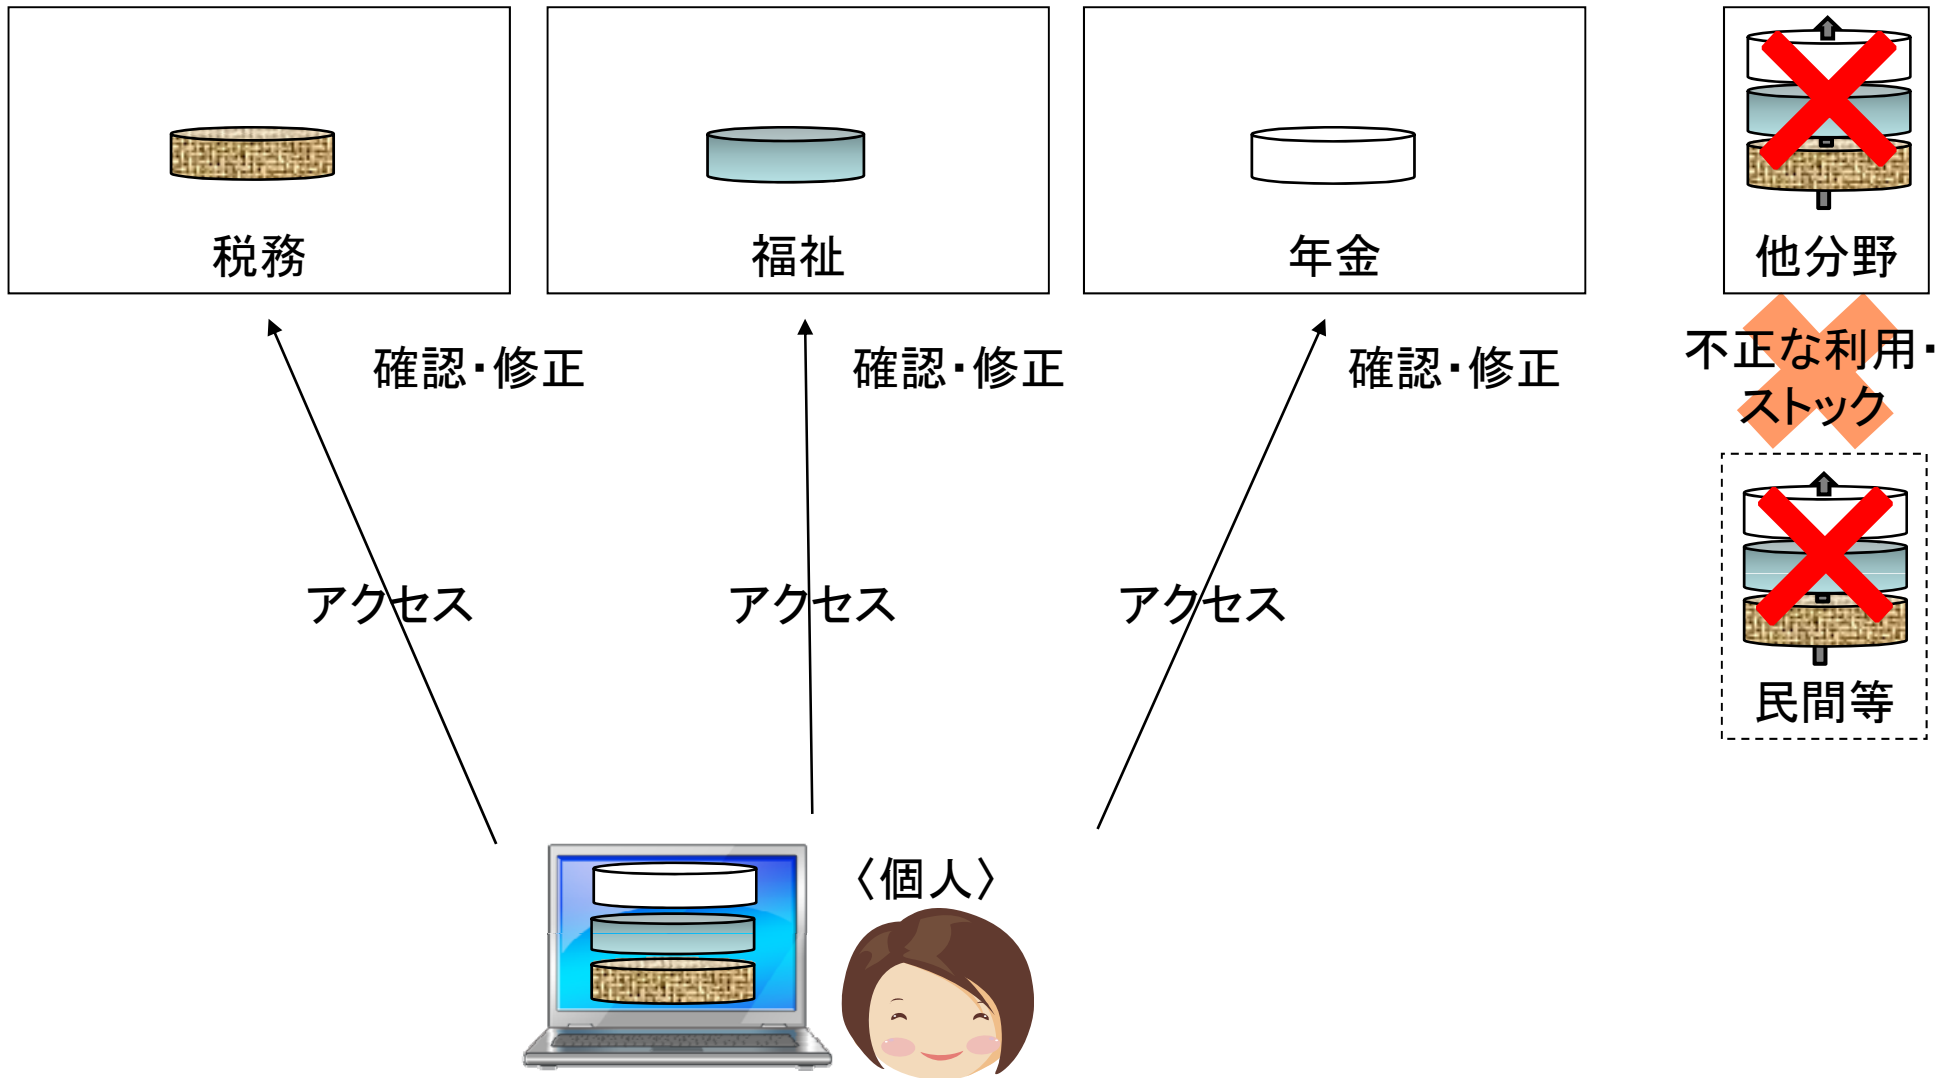 税務
福祉
年金
他分野
確認・修正
確認・修正
確認・修正
不正な利用・
ストック
アクセス
アクセス
アクセス
民間等
〈個人〉